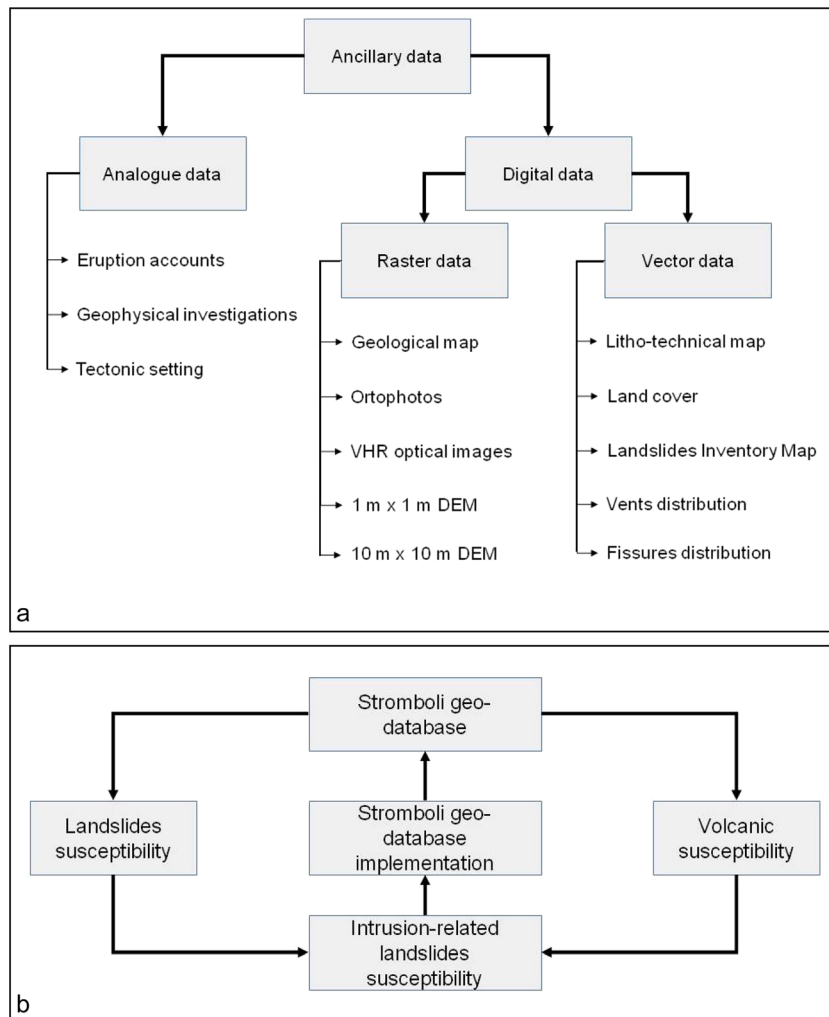 Ancillary data
Analogue data
Digital data
Eruption accounts
Geophysical investigations
Tectonic setting
Raster data
Vector data
Geological map
Ortophotos
VHR optical images
1 m x 1 m DEM
10 m x 10 m DEM
Litho-technical map
Land cover
Landslides Inventory Map
Vents distribution
Fissures distribution
a
Stromboli geo-
database
Landslides
susceptibility
Stromboli geo-
database
implementation
Volcanic
susceptibility
Intrusion-related
landslides
susceptibility
b